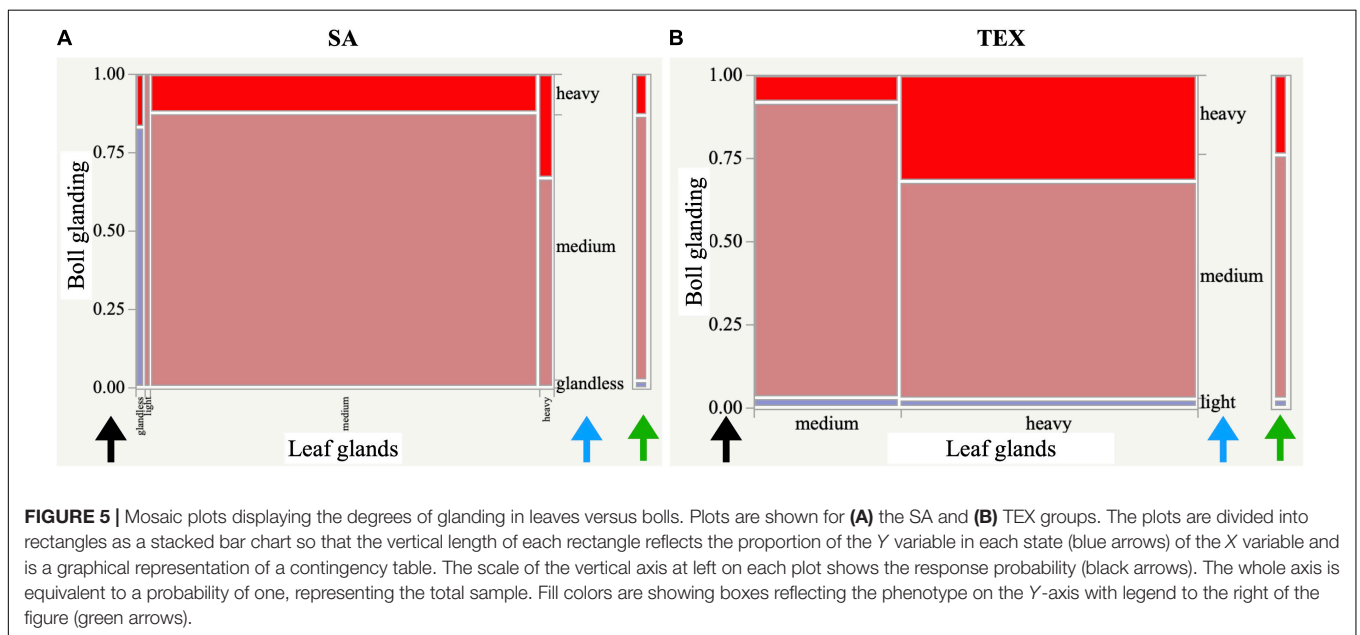 A
SA
B
TEX
1.00
0.75
0.50
0.25
0.00
Boll glanding
heavy
medium
glandless
glandless
light
medium
heavy
Leaf glands
1.00
0.75
0.50
0.25
0.00
Boll glanding
heavy
medium
light
medium
heavy
Leaf glands
FIGURE 5 | Mosaic plots displaying the degrees of glanding in leaves versus bolls. Plots are shown for (A) the SA and (B) TEX groups. The plots are divided into
rectangles as a stacked bar chart so that the vertical length of each rectangle reflects the proportion of the Y variable in each state (blue arrows) of the X variable and
is a graphical representation of a contingency table. The scale of the vertical axis at left on each plot shows the response probability (black arrows). The whole axis is
equivalent to a probability of one, representing the total sample. Fill colors are showing boxes reflecting the phenotype on the Y-axis with legend to the right of the
figure (green arrows).